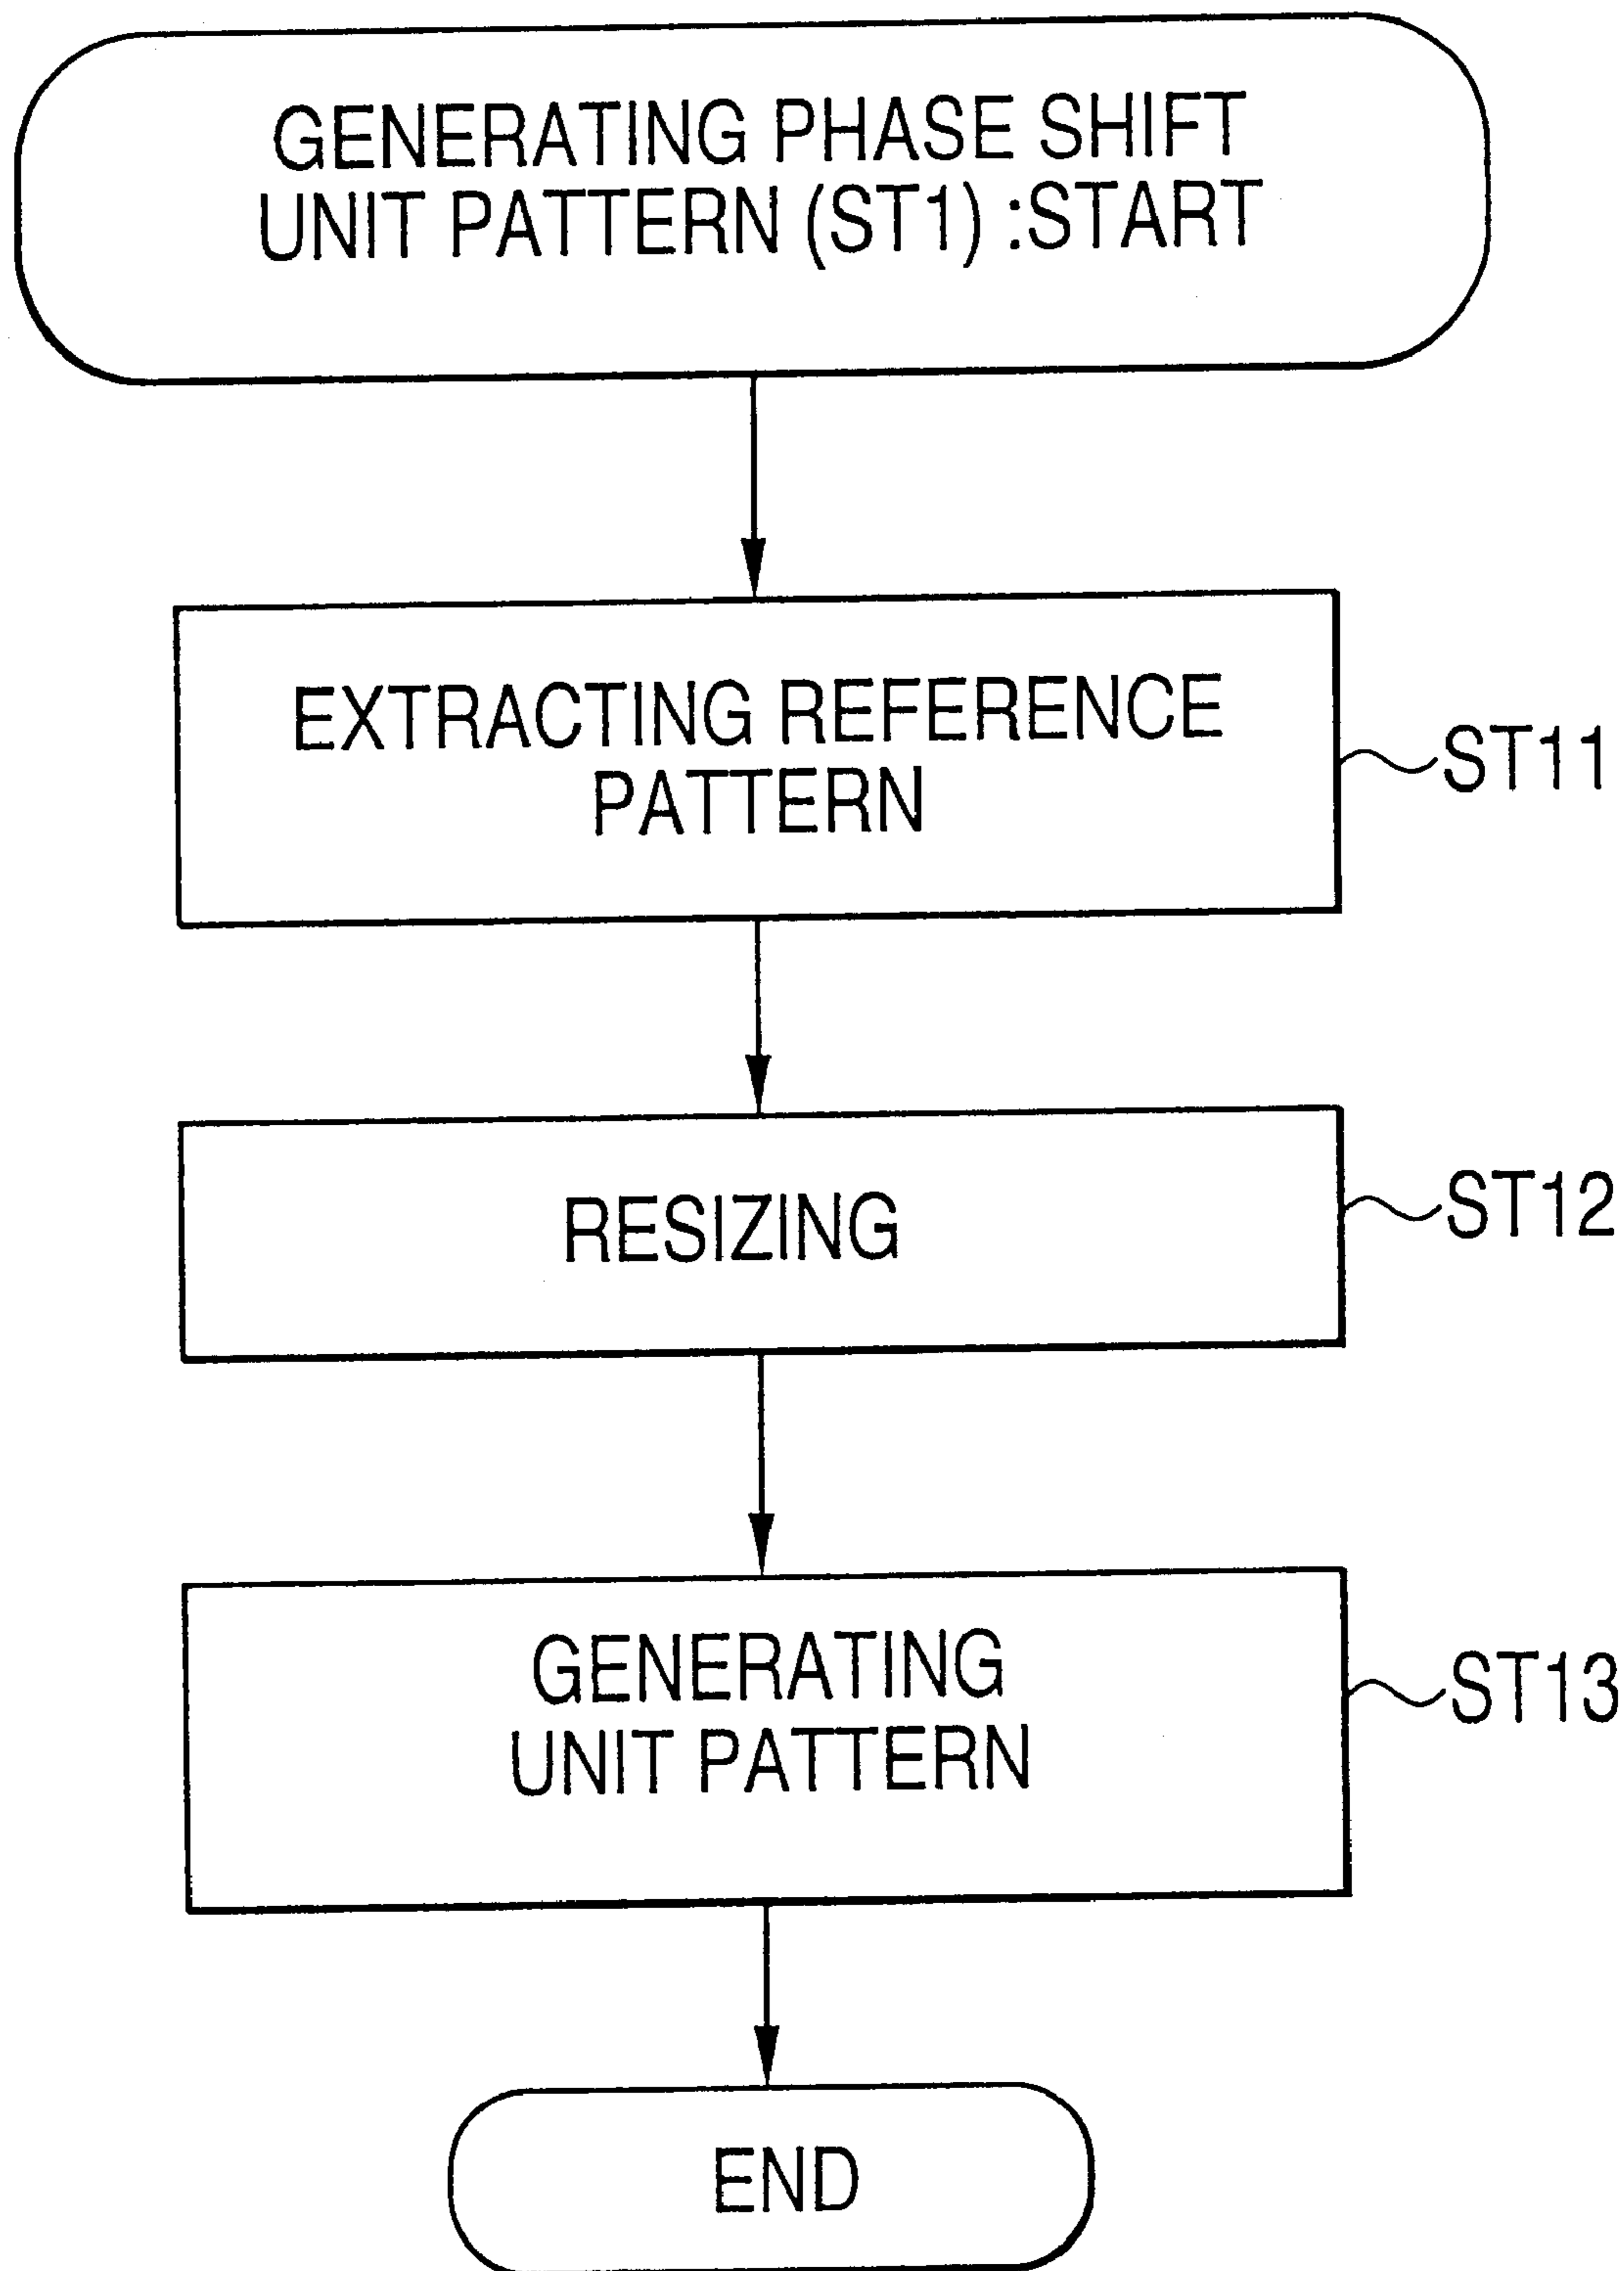 GENERATING PHASE SHIFT
UNIT PATTERN (ST1) :START
EXTRACTING REFERENCE
PATTERN
ST11
RESIZING
ST12
GENERATING
UNIT PATTERN
ST13
END